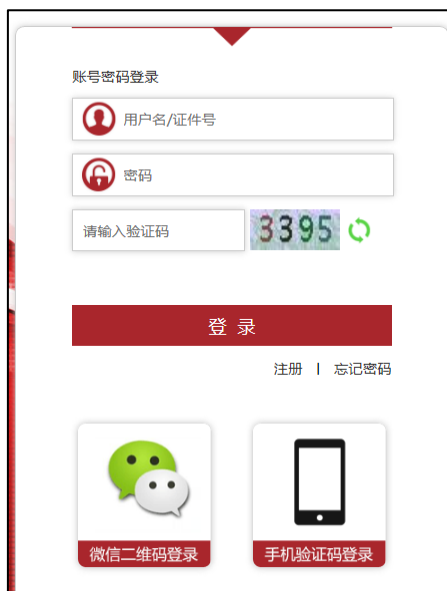 账号密码登录
用户名/证件号
密码
请输入验证码 3395
登 录
注册 | 忘记密码
微信二维码登录 手机验证码登录